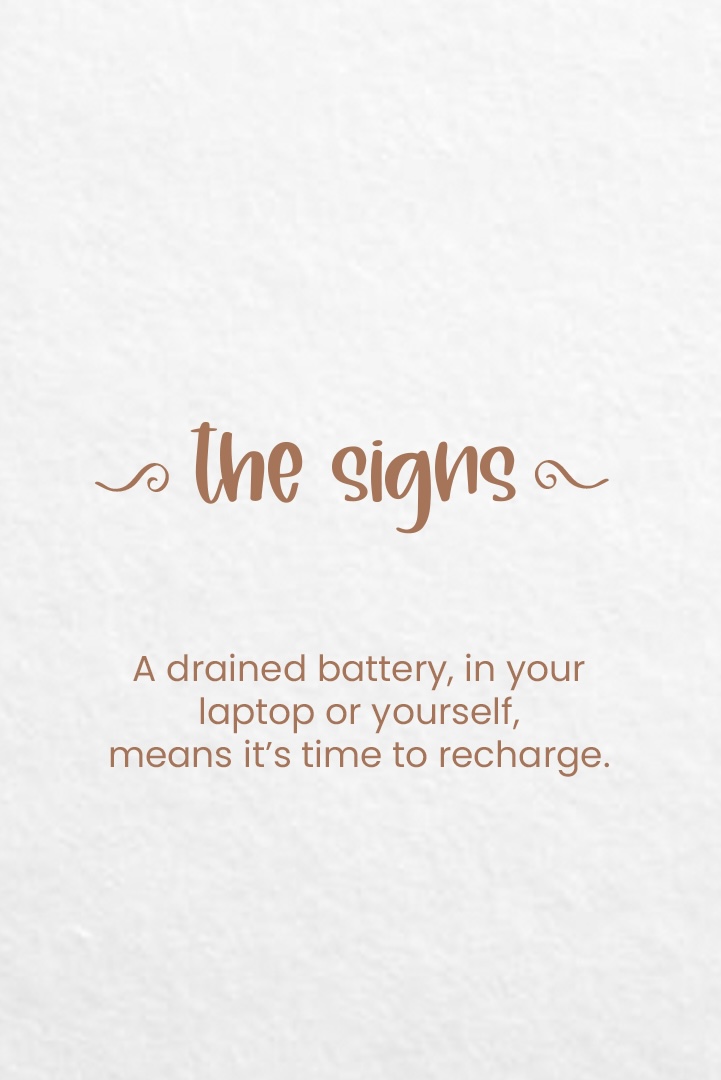 the signs
A drained battery, in your
laptop or yourself,
means it’s time to recharge.